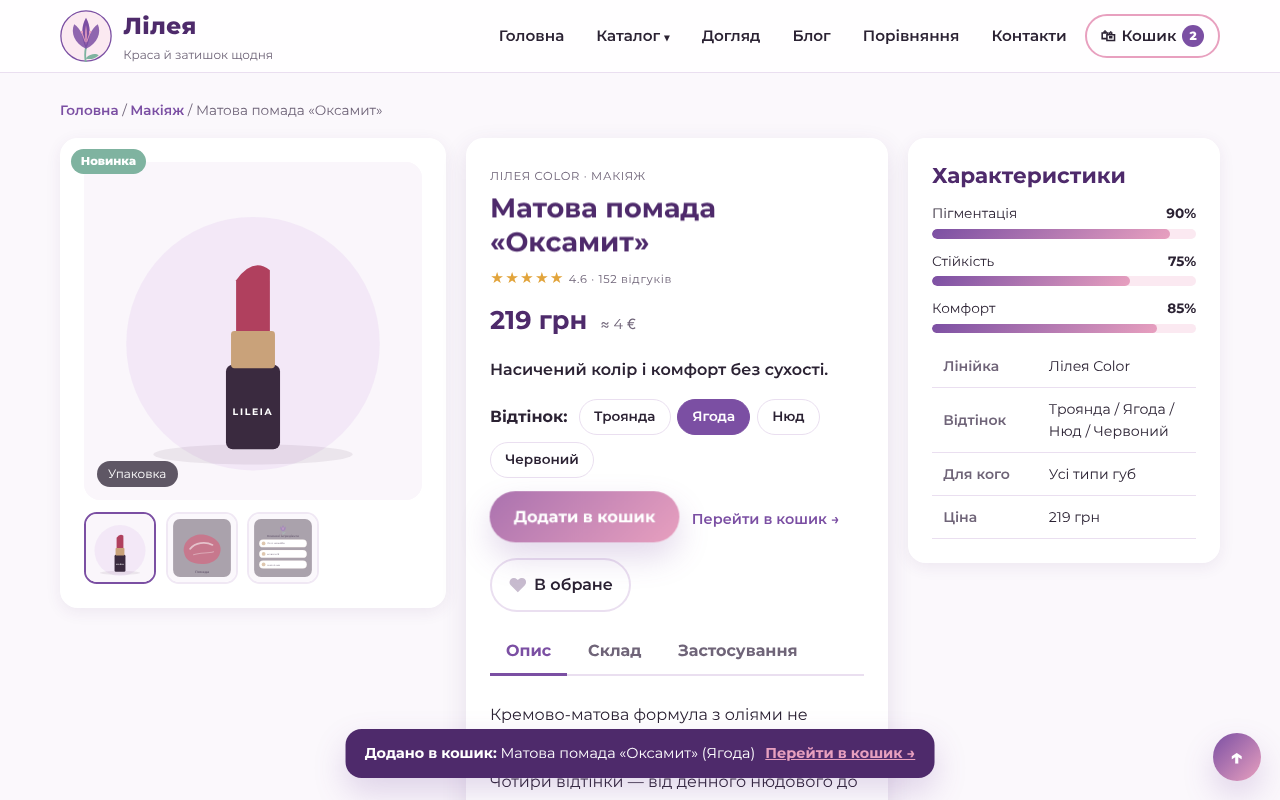 Лілея
Краса й затишок щодня
Головна
Каталог ▾
Догляд
Блог
Порівняння
Контакти
Кошик 2
Головна / Макіяж / Матова помада «Оксамит»
Новинка
LILEIA
Упаковка
ЛІЛЕЯ COLOR · МАКІЯЖ
Матова помада
«Оксамит»
★★★★★ 4.6 · 152 відгуків
219 грн ≈ 4 €
Насичений колір і комфорт без сухості.
Відтінок: Троянда Ягода Нюд
Червоний
Додати в кошик Перейти в кошик →
В обране
Опис Склад Застосування
Кремово-матова формула з оліями не
Чотири відтінки — від денного нюдового до
Характеристики
Пігментація 90%
Стійкість 75%
Комфорт 85%
Лінійка Лілея Color
Відтінок Троянда / Ягода /
Нюд / Червоний
Для кого Усі типи губ
Ціна 219 грн
Додано в кошик: Матова помада «Оксамит» (Ягода) Перейти в кошик →